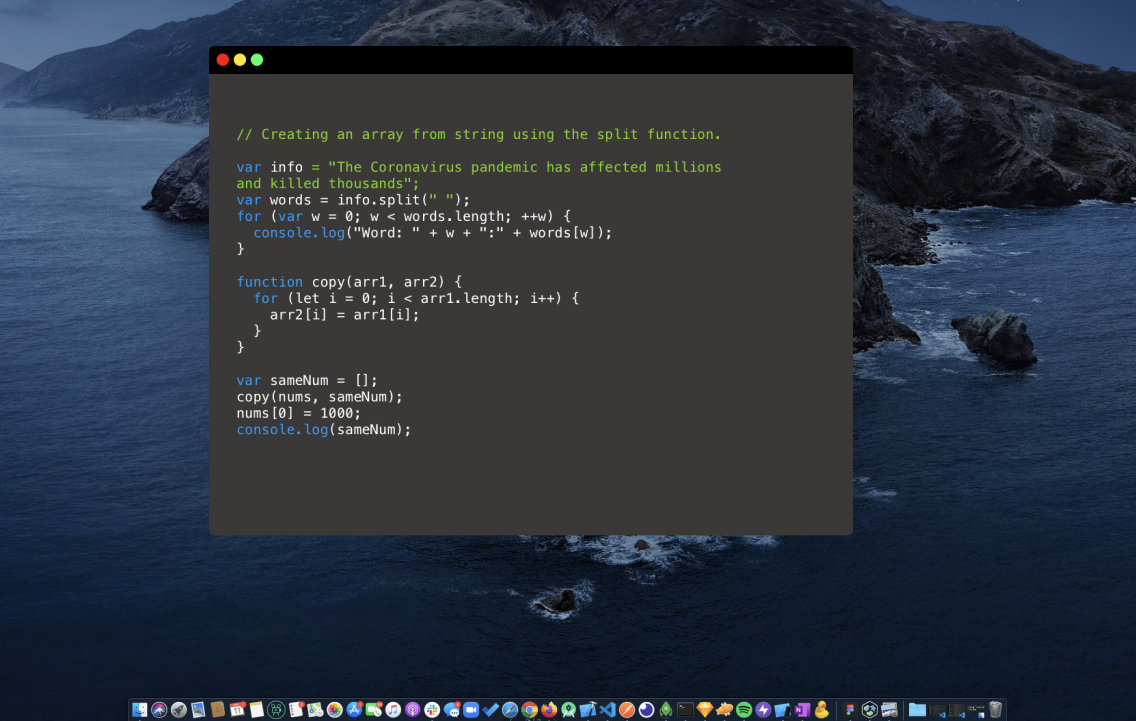 // Creating an array from string using the split function.
var info = "The Coronavirus pandemic has affected millions
and killed thousands";
var words = info.split(" ");
for (var w = 0; w < words.length; ++w) {
  console.log("Word: " + w + ":" + words[w]);
}
function copy(arr1, arr2) {
  for (let i = 0; i < arr1.length; i++) {
    arr2[i] = arr1[i];
  }
}
var sameNum = [];
copy(nums, sameNum);
nums[0] = 1000;
console.log(sameNum);